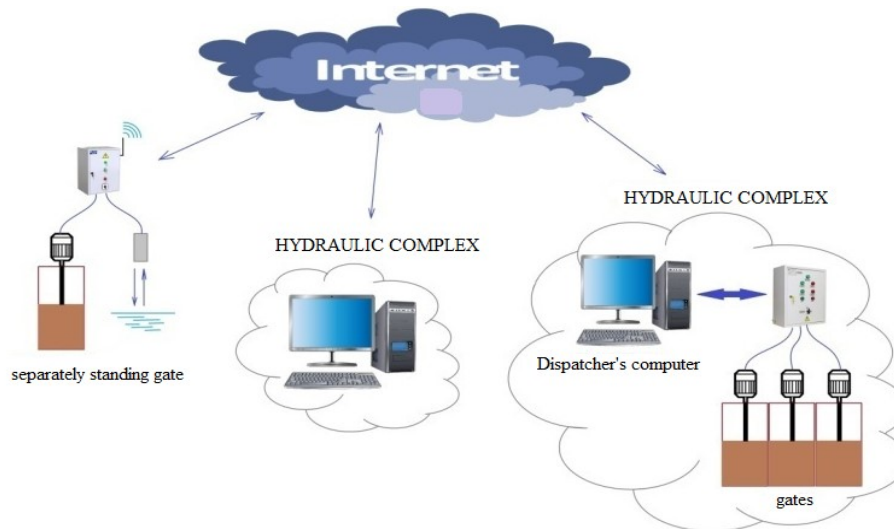 Internet
HYDRAULIC COMPLEX
HYDRAULIC COMPLEX
Dispatcher's computer
separately standing gate
gates